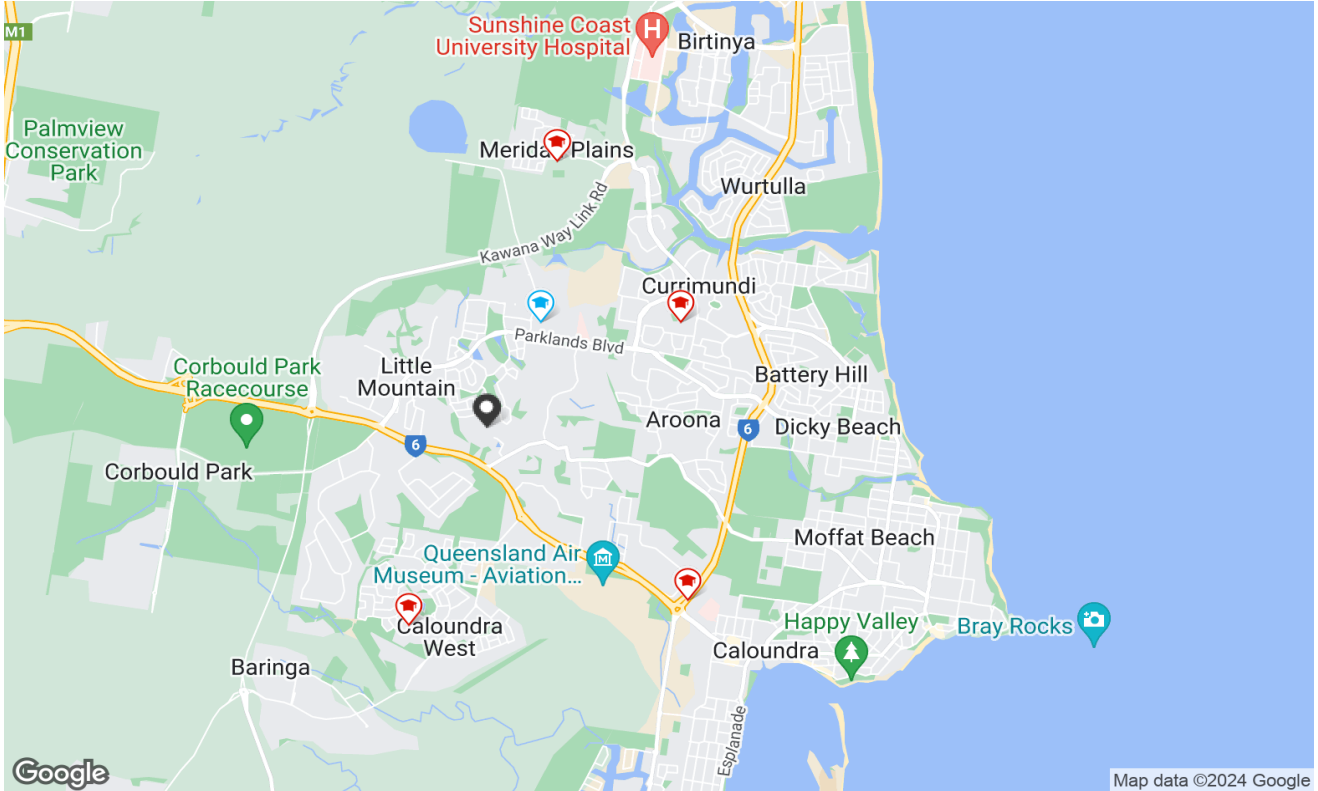 M1
Sunshine Coast
University Hospital
H
Birtinya
Palmview
Conservation
Park
Plains
Wurtulla
Kawana Way Link Rd
Currimundi
Parklands Blvd
Corbould Park
Racecourse
Little
Mountain
Battery Hill
Aroona
6
Dicky Beach
6
Corbould Park
Moffat Beach
Queensland Air
Museum - Aviation...
M
Happy Valley
Bray Rocks
Caloundra
West
Caloundra
Baringa
Esplanade
Google
Map data ©2024 Google